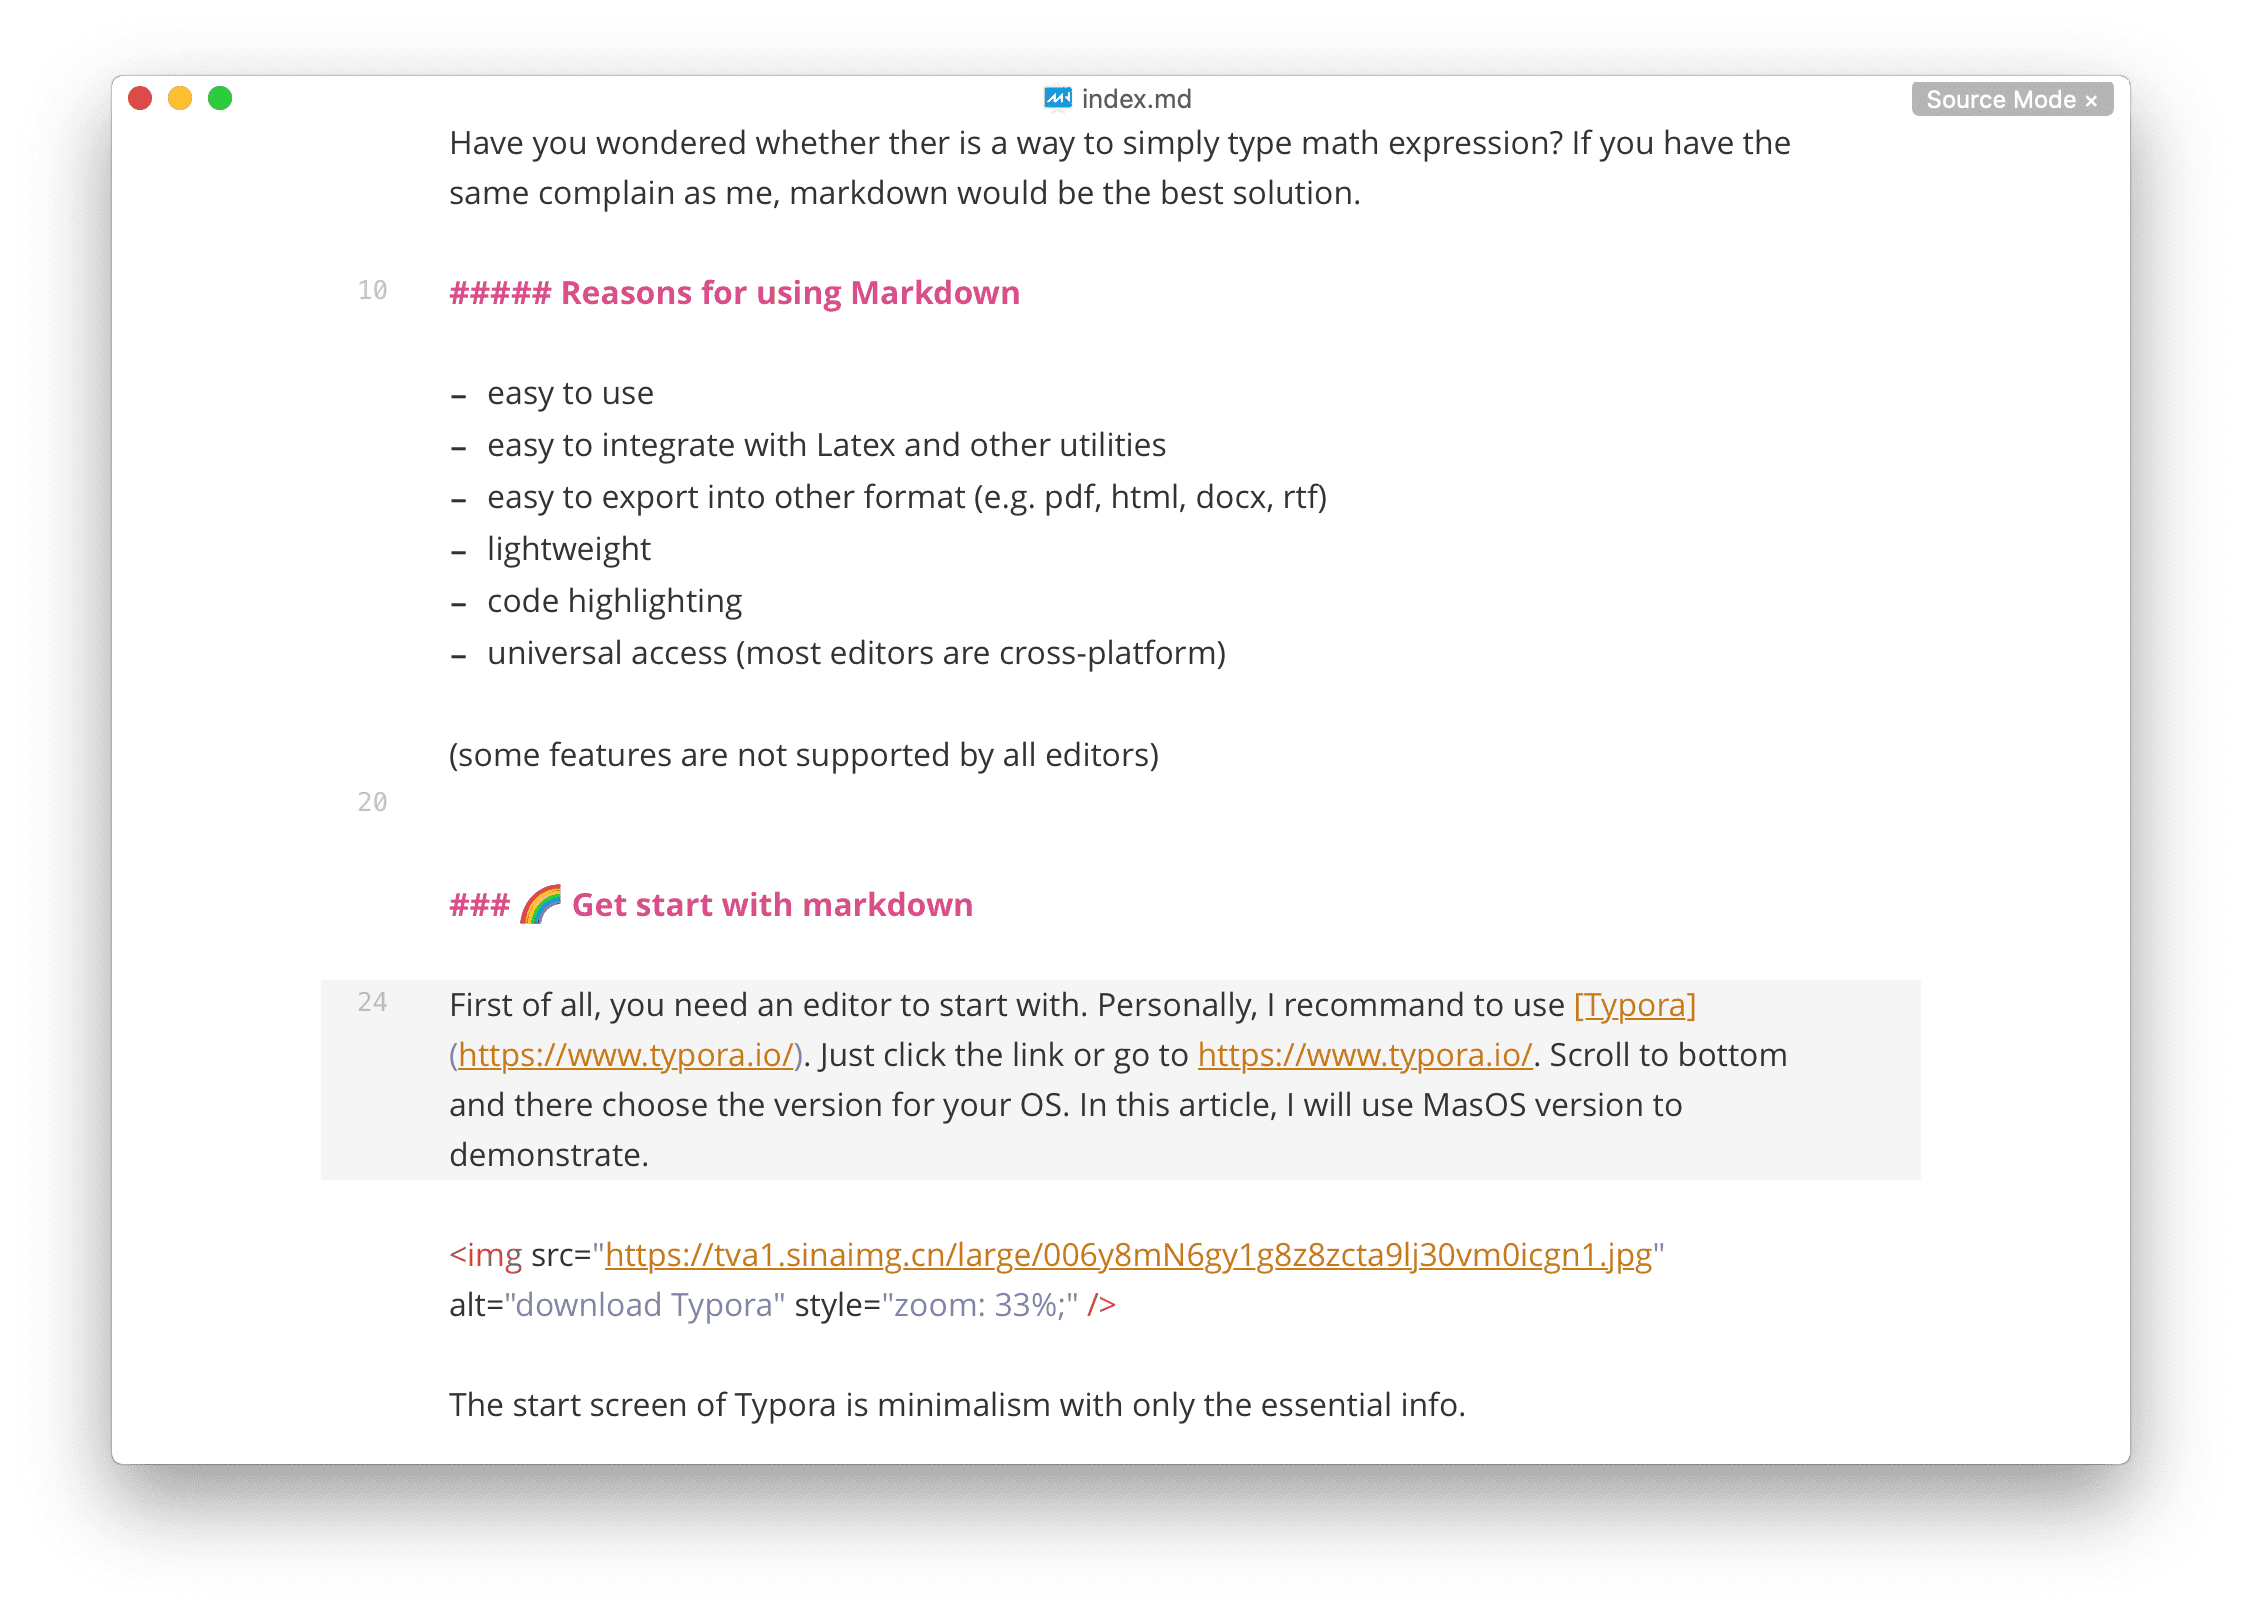 index.md
Source Mode ×
Have you wondered whether ther is a way to simply type math expression? If you have the
same complain as me, markdown would be the best solution.
10 ##### Reasons for using Markdown
- easy to use
- easy to integrate with Latex and other utilities
- easy to export into other format (e.g. pdf, html, docx, rtf)
- lightweight
- code highlighting
- universal access (most editors are cross-platform)
(some features are not supported by all editors)
20
### 🌈 Get start with markdown
24 First of all, you need an editor to start with. Personally, I recommand to use [Typora]
(https://www.typora.io/). Just click the link or go to https://www.typora.io/. Scroll to bottom
and there choose the version for your OS. In this article, I will use MasOS version to
demonstrate.
<img src="https://tva1.sinaimg.cn/large/006y8mN6gy1g8z8zcta9lj30vm0icgn1.jpg"
alt="download Typora" style="zoom: 33%;" />
The start screen of Typora is minimalism with only the essential info.